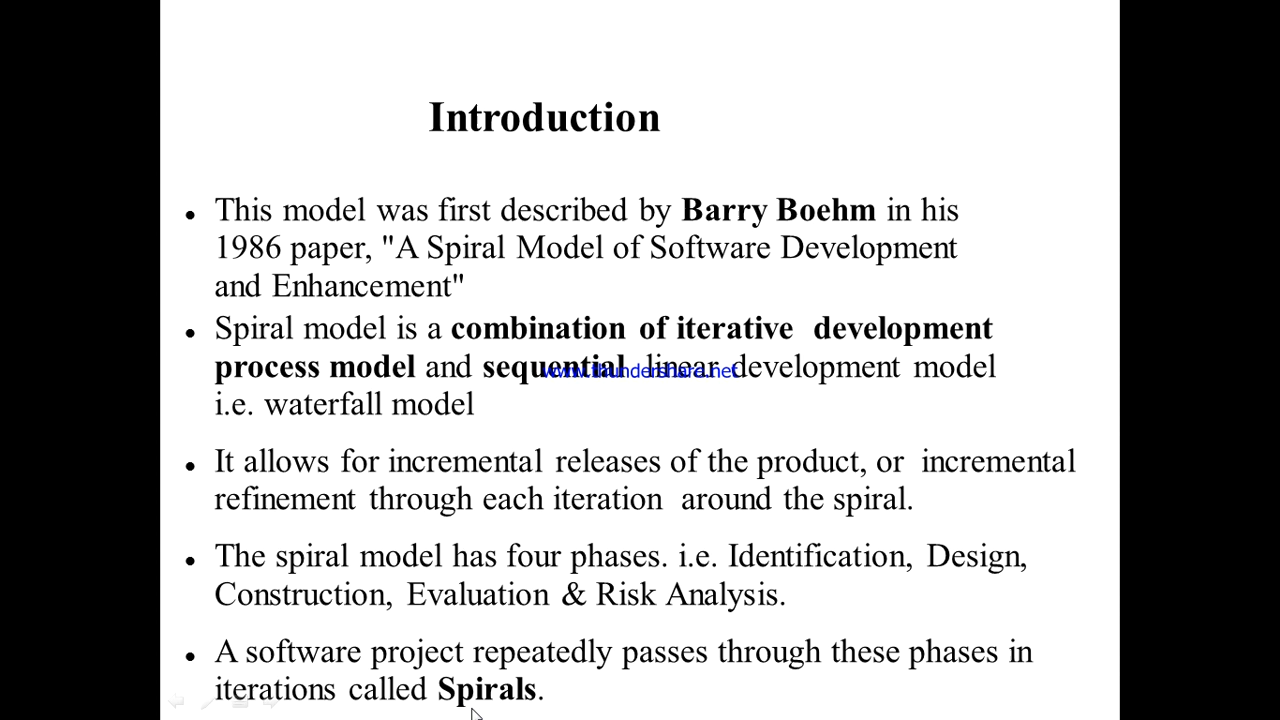 Introduction
• This model was first described by Barry Boehm in his
1986 paper, "A Spiral Model of Software Development
and Enhancement"
• Spiral model is a combination of iterative development
process model and sequential linear development model
www.thundershare.net
i.e. waterfall model
• It allows for incremental releases of the product, or incremental
refinement through each iteration around the spiral.
• The spiral model has four phases. i.e. Identification, Design,
Construction, Evaluation & Risk Analysis.
• A software project repeatedly passes through these phases in
iterations called Spirals.